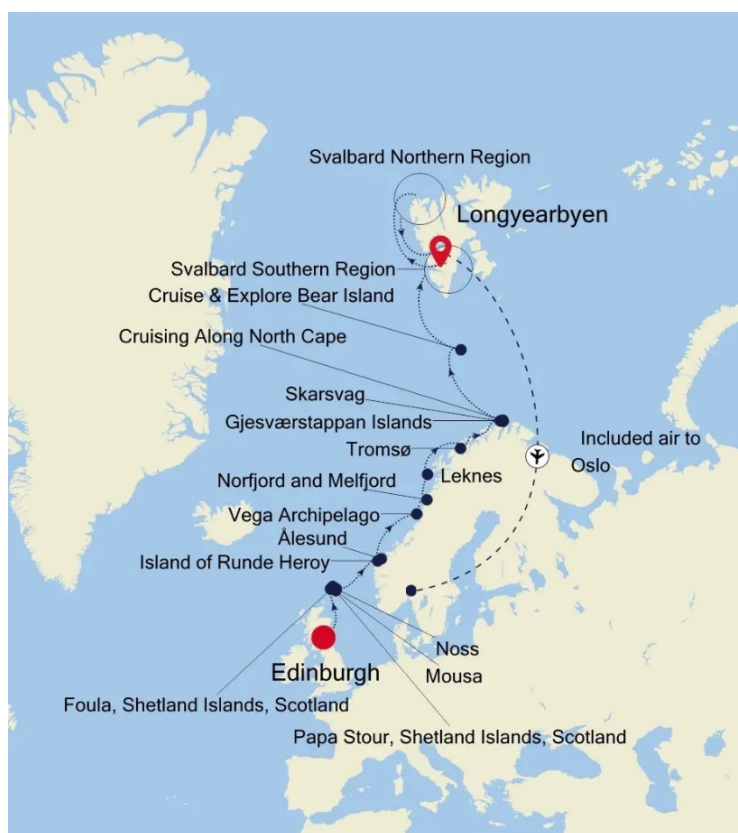 Svalbard Northern Region
Longyearbyen
Svalbard Southern Region
Cruise & Explore Bear Island
Cruising Along North Cape
Skarsvag
Gjesværstappan Islands
Tromsø
Included air to
Oslo
Leknes
Norfjord and Melfjord
Vega Archipelago
Ålesund
Island of Runde Heroy
Noss
Edinburgh
Mousa
Foula, Shetland Islands, Scotland
Papa Stour, Shetland Islands, Scotland